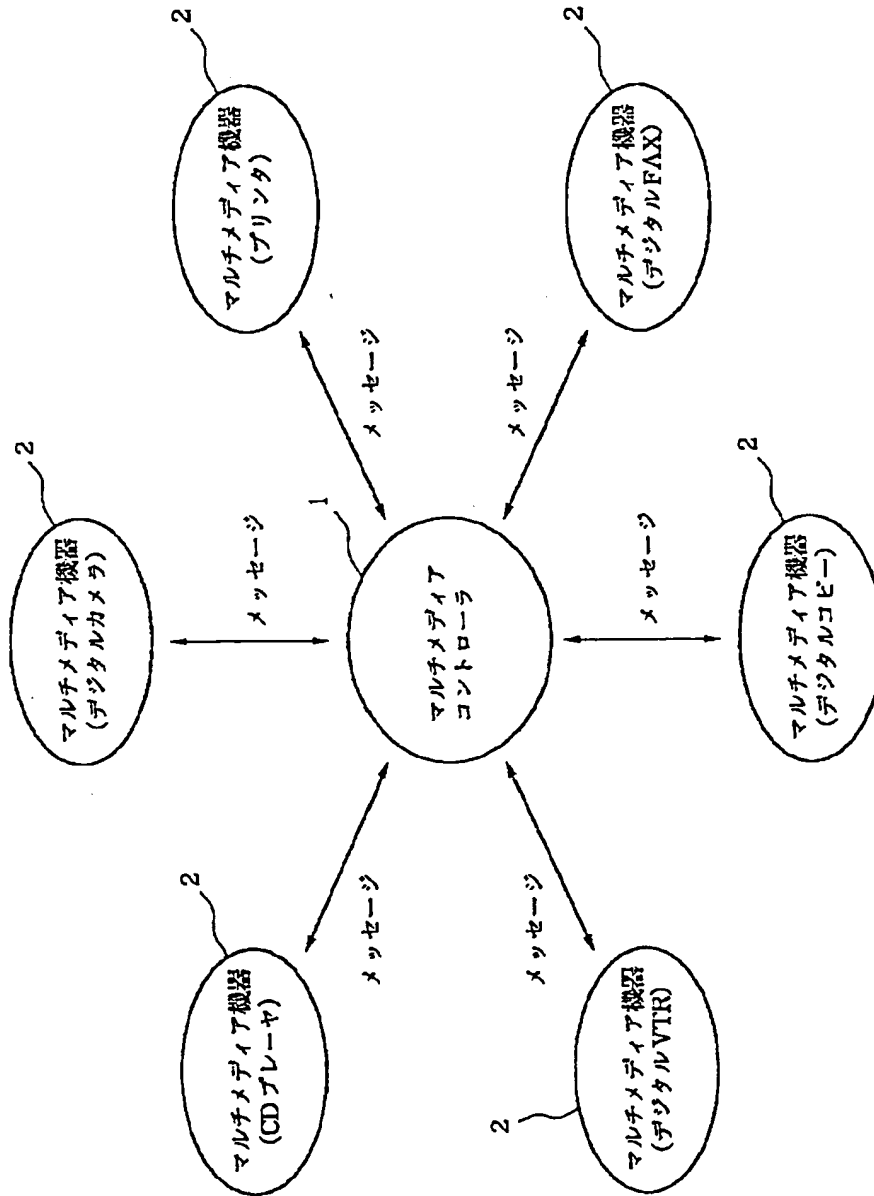 2
マルチメディア機器
(デジタルカメラ)
2
マルチメディア機器
(CDプレーヤ)
2
マルチメディア機器
(プリンタ)
メッセージ
メッセージ
メッセージ
1
マルチメディア
コントローラ
メッセージ
メッセージ
メッセージ
2
マルチメディア機器
(デジタルVTR)
2
マルチメディア機器
(デジタルFAX)
2
マルチメディア機器
(デジタルコピー)